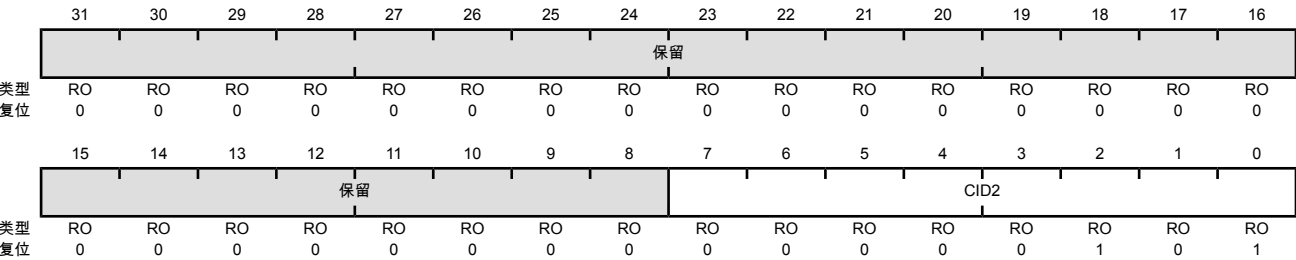 31 30 29 28 27 26 25 24 23 22 21 20 19 18 17 16
保留
类型 RO RO RO RO RO RO RO RO RO RO RO RO RO RO RO RO
复位 0 0 0 0 0 0 0 0 0 0 0 0 0 0 0 0
15 14 13 12 11 10 9 8 7 6 5 4 3 2 1 0
保留 CID2
类型 RO RO RO RO RO RO RO RO RO RO RO RO RO RO RO RO
复位 0 0 0 0 0 0 0 0 0 0 0 0 0 1 0 1